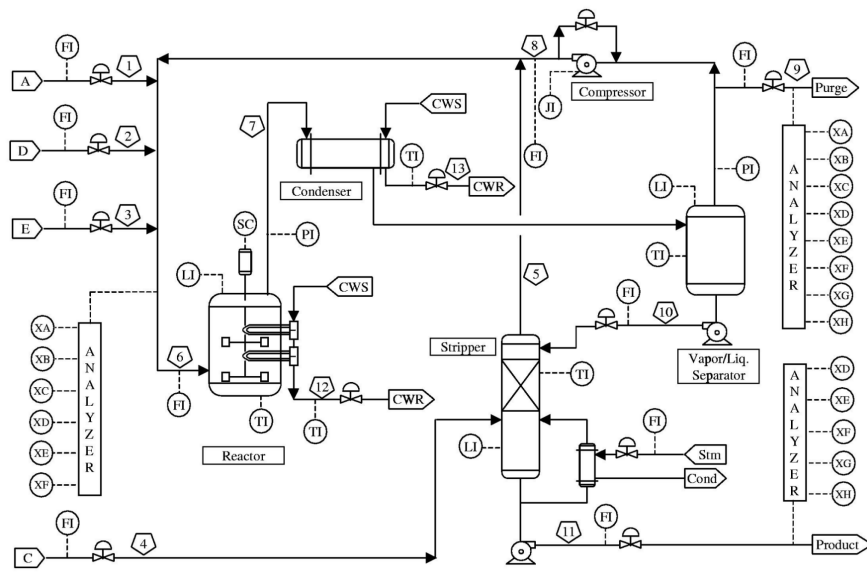 FI
1
A
FI
2
D
FI
3
E
8
Compressor
JI
FI
FI
9
Purge
7
CWS
Condenser
TI
13
CWR
PI
LI
PI
TI
XA
XB
XC
XD
XE
XF
XG
XH
ANALYZER
SC
LI
PI
CWS
5
FI
10
Vapor/Liq.
Separator
Stripper
TI
XA
XB
XC
XD
XE
XF
ANALYZER
6
FI
TI
12
TI
CWR
Reactor
LI
FI
Stm
Cond
ANALYZER
XD
XE
XF
XG
XH
FI
4
C
11
FI
Product